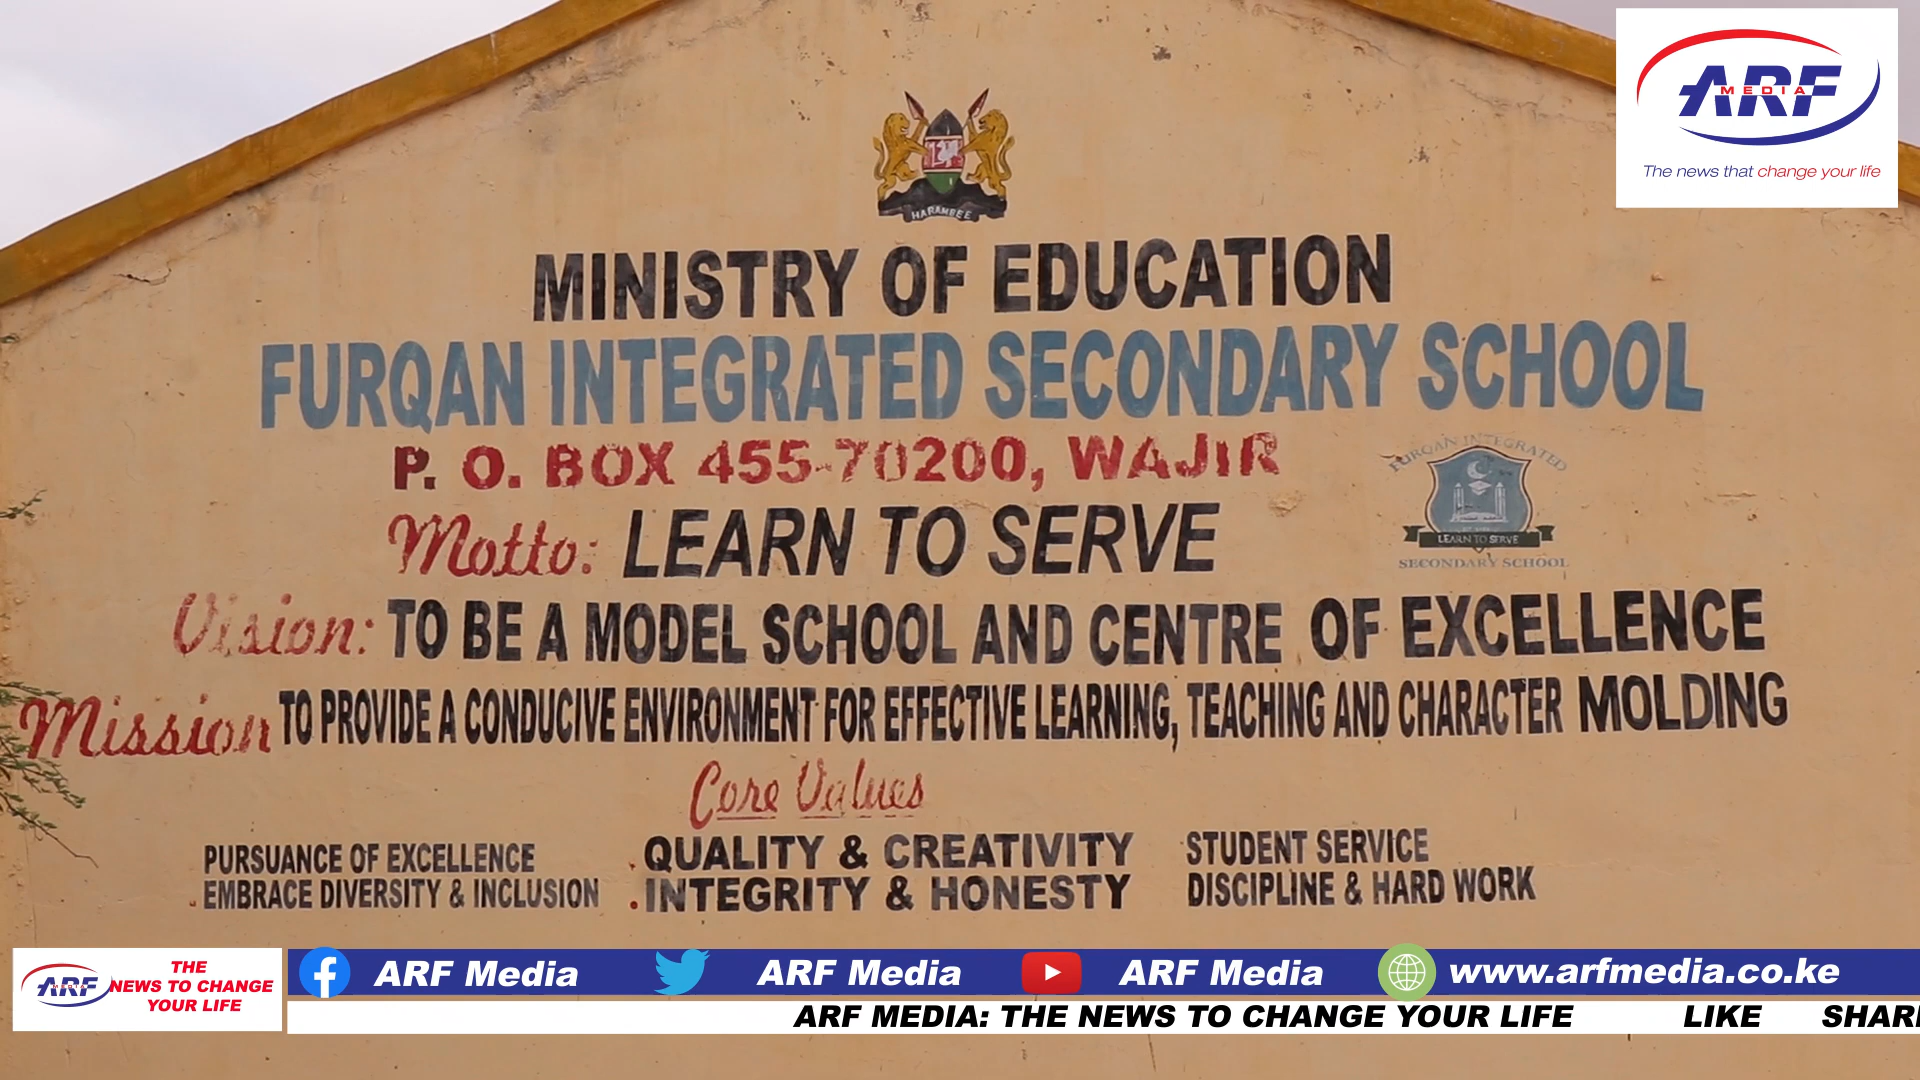 ARF
MEDIA
The news that change your life
HARAMBEE
MINISTRY OF EDUCATION
FURQAN INTEGRATED SECONDARY SCHOOL
P. O. BOX 455-70200, WAJIR
FURQAN INTEGRATED
LEARN TO SERVE
SECONDARY SCHOOL
Motto: LEARN TO SERVE
Vision: TO BE A MODEL SCHOOL AND CENTRE OF EXCELLENCE
Mission TO PROVIDE A CONDUCIVE ENVIRONMENT FOR EFFECTIVE LEARNING, TEACHING AND CHARACTER MOLDING
Core Values
PURSUANCE OF EXCELLENCE
. EMBRACE DIVERSITY & INCLUSION
. QUALITY & CREATIVITY
. INTEGRITY & HONESTY
STUDENT SERVICE
DISCIPLINE & HARD WORK
ARF
MEDIA
THE
NEWS TO CHANGE
YOUR LIFE
ARF Media ARF Media ARF Media www.arfmedia.co.ke
ARF MEDIA: THE NEWS TO CHANGE YOUR LIFE LIKE SHAR